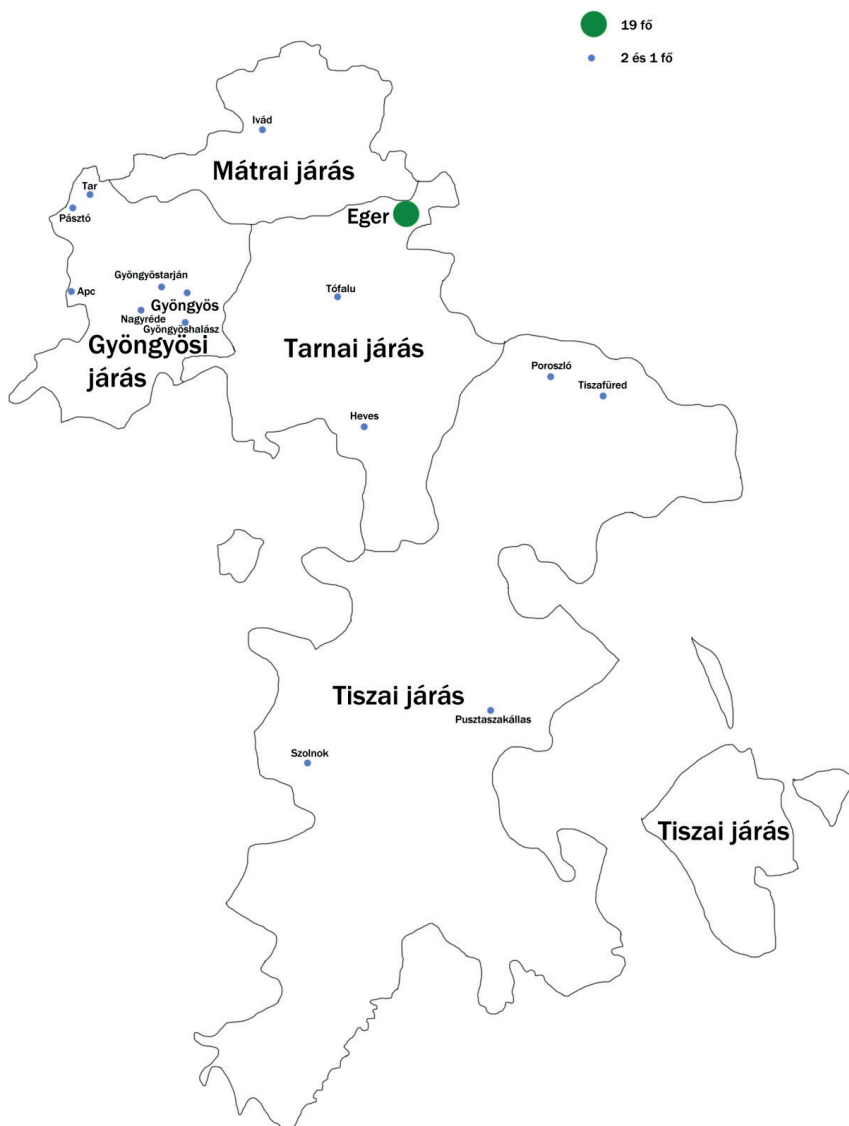 19 fő
2 és 1 fő
Ivád
Mátrai járás
Tar
Pásztó
Eger
Gyöngyöstarján
Apc
Gyöngyös
Tófalu
Nagyréde
Gyöngyöshalász
Gyöngyösi
járás
Tarnai járás
Poroszló
Tiszafüred
Heves
Tiszai járás
Pusztaszakállas
Szolnok
Tiszai járás